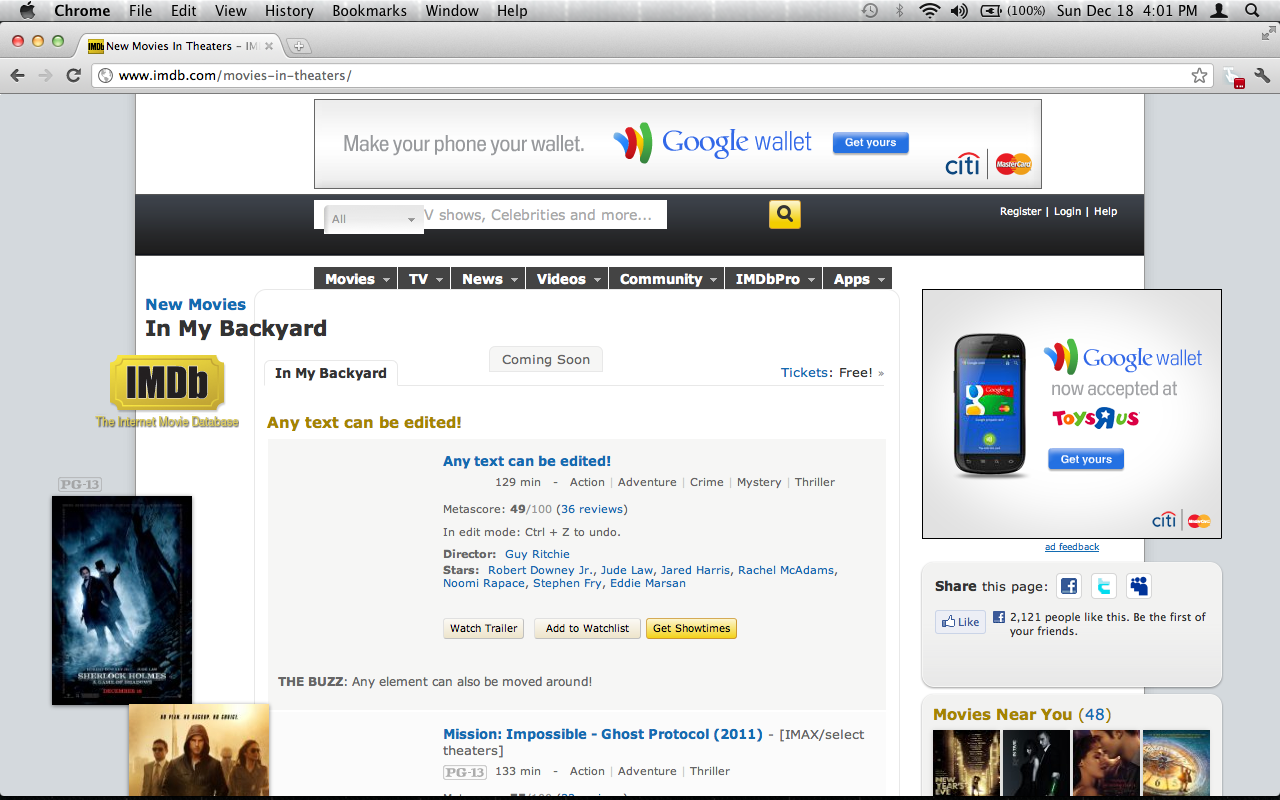 Chrome File Edit View History Bookmarks Window Help
(100%) Sun Dec 18 4:01 PM
IMDb New Movies In Theaters – IM
www.imdb.com/movies-in-theaters/
Make your phone your wallet.
Google wallet
Get yours
citi
MasterCard
All
V shows, Celebrities and more...
Register | Login | Help
Movies TV News Videos Community IMDbPro Apps
New Movies
In My Backyard
IMDb
The Internet Movie Database
In My Backyard
Coming Soon
Tickets: Free! »
Any text can be edited!
Any text can be edited!
129 min - Action | Adventure | Crime | Mystery | Thriller
Metascore: 49/100 (36 reviews)
In edit mode: Ctrl + Z to undo.
Director: Guy Ritchie
Stars: Robert Downey Jr., Jude Law, Jared Harris, Rachel McAdams,
Noomi Rapace, Stephen Fry, Eddie Marsan
Watch Trailer
Add to Watchlist
Get Showtimes
THE BUZZ: Any element can also be moved around!
PG-13
SHERLOCK HOLMES
A GAME OF SHADOWS
DECEMBER 16
NO PLAN. NO BACKUP. NO CHOICE.
Mission: Impossible - Ghost Protocol (2011) - [IMAX/select
theaters]
PG-13 133 min - Action | Adventure | Thriller
Google wallet
now accepted at
TOYS R US
Get yours
citi
MasterCard
ad feedback
Share this page:
Like
2,121 people like this. Be the first of
your friends.
Movies Near You (48)
NEW YEAR'S EVE